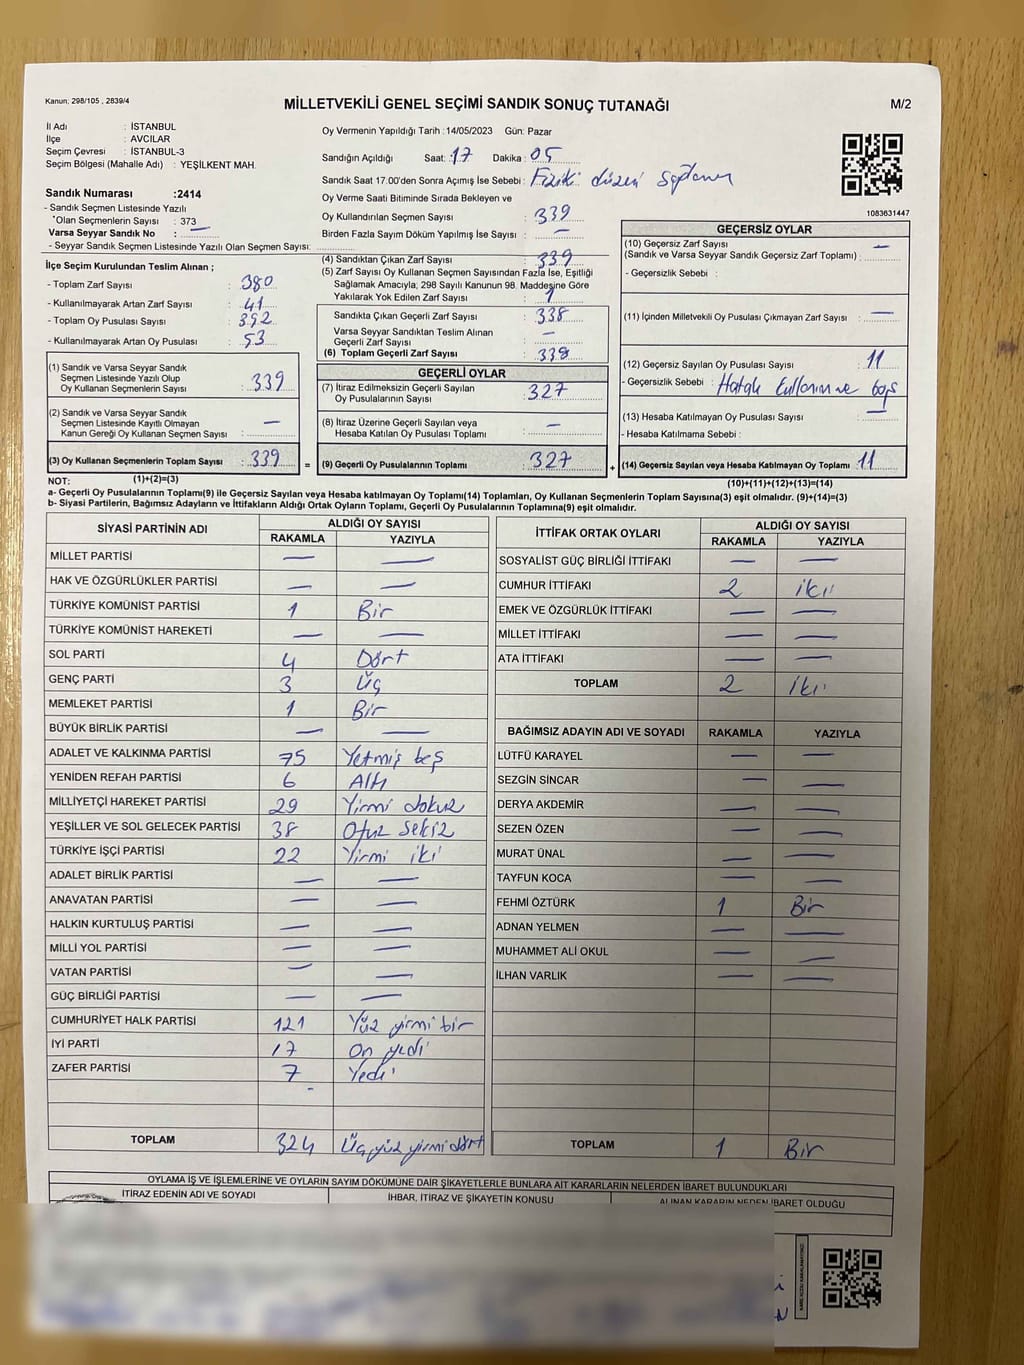 Kanun: 298/105 , 2839/4
MİLLETVEKİLİ GENEL SEÇİMİ SANDIK SONUÇ TUTANAĞI
M/2
İl Adı : İSTANBUL
İlçe : AVCILAR
Seçim Çevresi : İSTANBUL-3
Seçim Bölgesi (Mahalle Adı) : YEŞİLKENT MAH.
Sandık Numarası :2414
- Sandık Seçmen Listesinde Yazılı
Olan Seçmenlerin Sayısı : 373
Varsa Seyyar Sandık No : —
- Seyyar Sandık Seçmen Listesinde Yazılı Olan Seçmen Sayısı:
Oy Vermenin Yapıldığı Tarih :14/05/2023 Gün: Pazar
Sandığın Açıldığı Saat: 17 Dakika : 05
Sandık Saat 17.00'den Sonra Açımış İse Sebebi : Fiziki düzen
Oy Verme Saati Bitiminde Sırada Bekleyen ve
Oy Kullandırılan Seçmen Sayısı : 339
Birden Fazla Sayım Döküm Yapılmış İse Sayısı : —
1083631447
İlçe Seçim Kurulundan Teslim Alınan ;
- Toplam Zarf Sayısı : 380
- Kullanılmayarak Artan Zarf Sayısı : 41
- Toplam Oy Pusulası Sayısı : 392
- Kullanılmayarak Artan Oy Pusulası : 53
(1) Sandık ve Varsa Seyyar Sandık
Seçmen Listesinde Yazılı Olup
Oy Kullanan Seçmenlerin Sayısı : 339
(2) Sandık ve Varsa Seyyar Sandık
Seçmen Listesinde Kayıtlı Olmayan
Kanun Gereği Oy Kullanan Seçmen Sayısı : —
(3) Oy Kullanan Seçmenlerin Toplam Sayısı : 339
(4) Sandıktan Çıkan Zarf Sayısı : 339
(5) Zarf Sayısı Oy Kullanan Seçmen Sayısından Fazla İse, Eşitliği
Sağlamak Amacıyla; 298 Sayılı Kanunun 98. Maddesine Göre
Yakılarak Yok Edilen Zarf Sayısı : 1
Sandıkta Çıkan Geçerli Zarf Sayısı : 338
Varsa Seyyar Sandıktan Teslim Alınan
Geçerli Zarf Sayısı : —
(6) Toplam Geçerli Zarf Sayısı : 338
GEÇERLİ OYLAR
(7) İtiraz Edilmeksizin Geçerli Sayılan
Oy Pusulalarının Sayısı : 327
(8) İtiraz Üzerine Geçerli Sayılan veya
Hesaba Katılan Oy Pusulası Toplamı : —
= (9) Geçerli Oy Pusulalarının Toplamı : 327 +
GEÇERSİZ OYLAR
(10) Geçersiz Zarf Sayısı —
(Sandık ve Varsa Seyyar Sandık Geçersiz Zarf Toplamı) :
- Geçersizlik Sebebi :
(11) İçinden Milletvekili Oy Pusulası Çıkmayan Zarf Sayısı : —
(12) Geçersiz Sayılan Oy Pusulası Sayısı : 11
- Geçersizlik Sebebi : Hatalı kullanım ve boş
(13) Hesaba Katılmayan Oy Pusulası Sayısı : —
- Hesaba Katılmama Sebebi :
(14) Geçersiz Sayılan veya Hesaba Katılmayan Oy Toplamı : 11
NOT: (1)+(2)=(3)
(10)+(11)+(12)+(13)=(14)
a- Geçerli Oy Pusulalarının Toplamı(9) ile Geçersiz Sayılan veya Hesaba katılmayan Oy Toplamı(14) Toplamları, Oy Kullanan Seçmenlerin Toplam Sayısına(3) eşit olmalıdır. (9)+(14)=(3)
b- Siyasi Partilerin, Bağımsız Adayların ve İttifakların Aldığı Ortak Oyların Toplamı, Geçerli Oy Pusulalarının Toplamına(9) eşit olmalıdır.
SİYASİ PARTİNİN ADI ALDIĞI OY SAYISI
RAKAMLA YAZIYLA
MİLLET PARTİSİ — —
HAK VE ÖZGÜRLÜKLER PARTİSİ — —
TÜRKİYE KOMÜNİST PARTİSİ 1 Bir
TÜRKİYE KOMÜNİST HAREKETİ — —
SOL PARTİ 4 Dört
GENÇ PARTİ 3 Üç
MEMLEKET PARTİSİ 1 Bir
BÜYÜK BİRLİK PARTİSİ — —
ADALET VE KALKINMA PARTİSİ 75 Yetmiş beş
YENİDEN REFAH PARTİSİ 6 Altı
MİLLİYETÇİ HAREKET PARTİSİ 29 Yirmi dokuz
YEŞİLLER VE SOL GELECEK PARTİSİ 38 Otuz sekiz
TÜRKİYE İŞÇİ PARTİSİ 22 Yirmi iki
ADALET BİRLİK PARTİSİ — —
ANAVATAN PARTİSİ — —
HALKIN KURTULUŞ PARTİSİ — —
MİLLİ YOL PARTİSİ — —
VATAN PARTİSİ — —
GÜÇ BİRLİĞİ PARTİSİ — —
CUMHURİYET HALK PARTİSİ 121 Yüz yirmi bir
İYİ PARTİ 17 On yedi
ZAFER PARTİSİ 7 Yedi
TOPLAM 324 Üç yüz yirmi dört
İTTİFAK ORTAK OYLARI ALDIĞI OY SAYISI
RAKAMLA YAZIYLA
SOSYALİST GÜÇ BİRLİĞİ İTTİFAKI — —
CUMHUR İTTİFAKI 2 iki
EMEK VE ÖZGÜRLÜK İTTİFAKI — —
MİLLET İTTİFAKI — —
ATA İTTİFAKI — —
TOPLAM 2 iki
BAĞIMSIZ ADAYIN ADI VE SOYADI RAKAMLA YAZIYLA
LÜTFÜ KARAYEL — —
SEZGİN SİNCAR — —
DERYA AKDEMİR — —
SEZEN ÖZEN — —
MURAT ÜNAL — —
TAYFUN KOCA — —
FEHMİ ÖZTÜRK 1 Bir
ADNAN YELMEN — —
MUHAMMET ALİ OKUL — —
İLHAN VARLIK — —
TOPLAM 1 Bir
OYLAMA İŞ VE İŞLEMLERİNE VE OYLARIN SAYIM DÖKÜMÜNE DAİR ŞİKAYETLERLE BUNLARA AİT KARARLARIN NELERDEN İBARET BULUNDUKLARI
İTİRAZ EDENİN ADI VE SOYADI İHBAR, İTİRAZ VE ŞİKAYETİN KONUSU ALINAN KARARIN NEDEN İBARET OLDUĞU